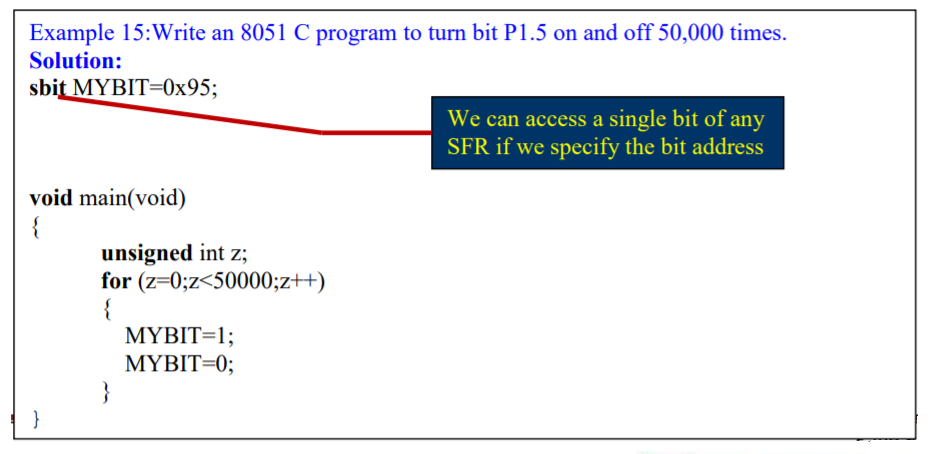 Example 15:Write an 8051 C program to turn bit P1.5 on and off 50,000 times.
Solution:
sbit MYBIT=0x95;
We can access a single bit of any
SFR if we specify the bit address
void main(void)
{
unsigned int z;
for (z=0;z<50000;z++)
{
MYBIT=1;
MYBIT=0;
}
}